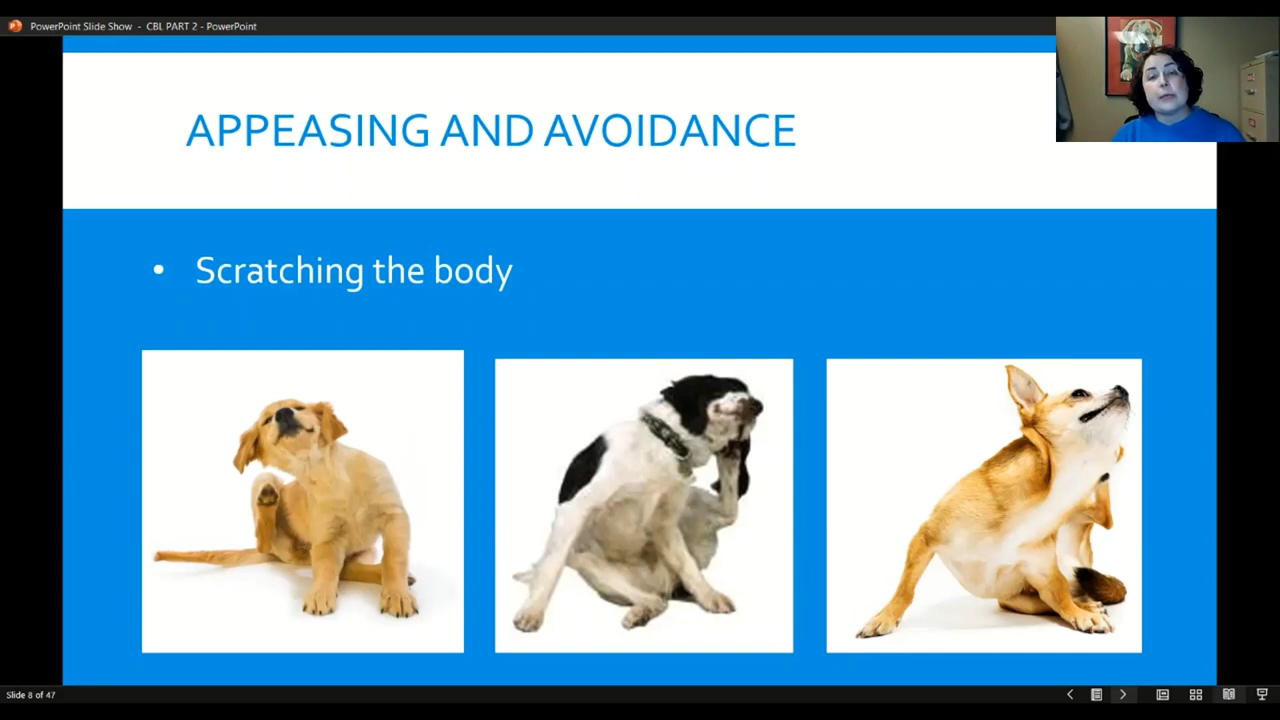 PowerPoint Slide Show - CBL PART 2 - PowerPoint
APPEASING AND AVOIDANCE
• Scratching the body
Slide 8 of 47